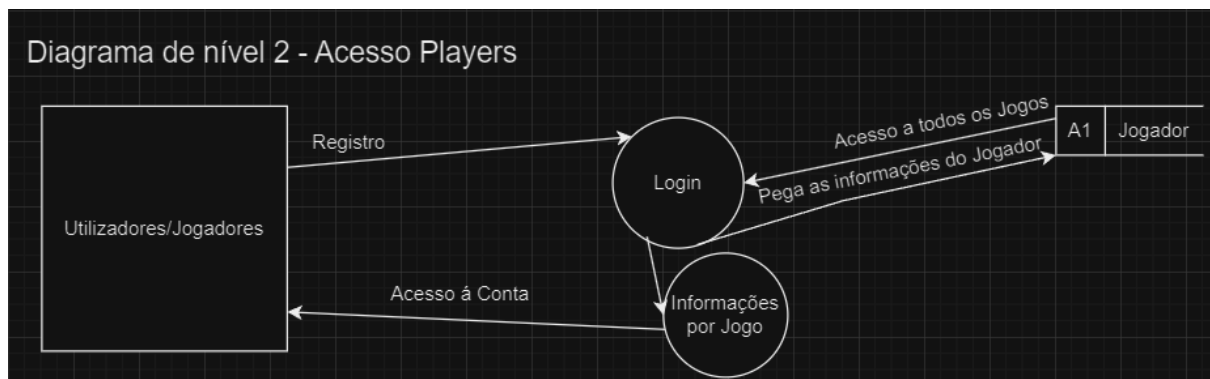 Diagrama de nível 2 - Acesso Players
Registro
Acesso a todos os Jogos
A1
Jogador
Pega as informações do Jogador
Login
Utilizadores/Jogadores
Acesso á Conta
Informações
por Jogo